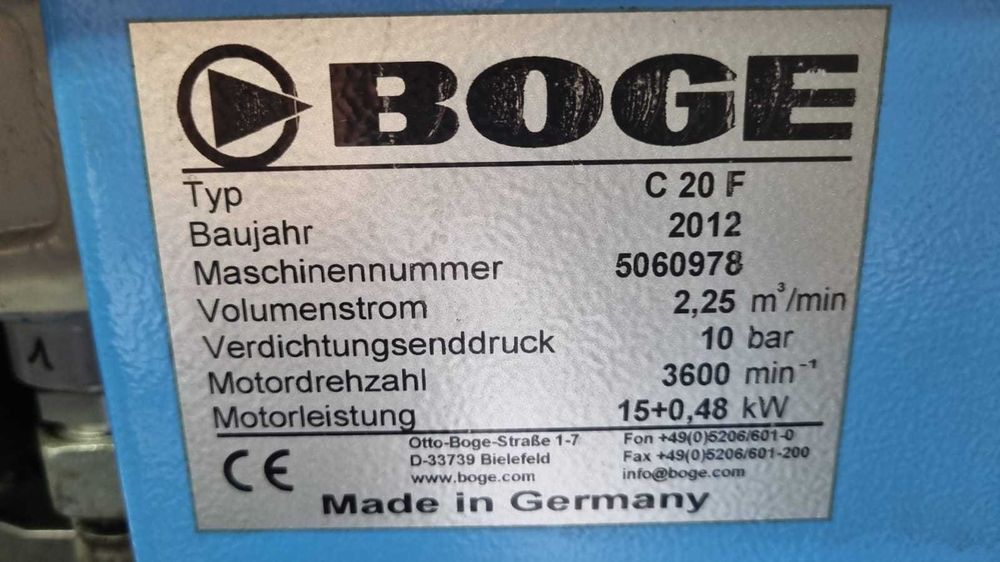 BOGE
Typ C 20 F
Baujahr 2012
Maschinennummer 5060978
Volumenstrom 2,25 m³/min
Verdichtungsenddruck 10 bar
Motordrehzahl 3600 min⁻¹
Motorleistung 15+0,48 kW
CE
Otto-Boge-Straße 1-7 Fon +49(0)5206/601-0
D-33739 Bielefeld Fax +49(0)5206/601-200
www.boge.com info@boge.com
Made in Germany
1